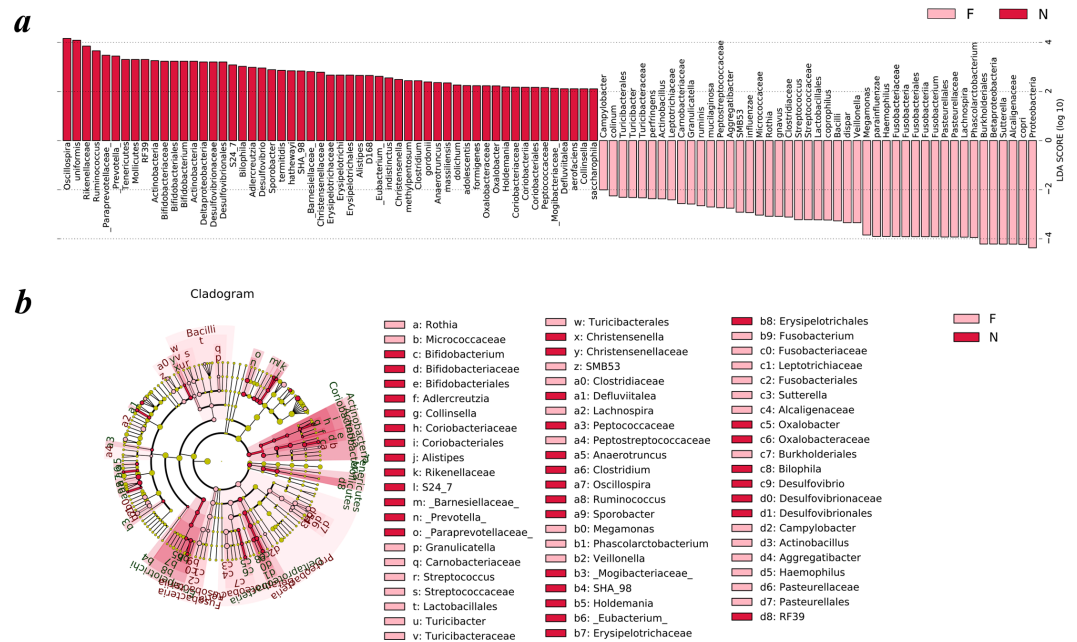 a
F
N
4
2
0
−2
−4
LDA SCORE (log 10)
Oscillospira
uniformis
Rikenellaceae
Ruminococcus
_Paraprevotellaceae_
_Prevotella_
Tenericutes
Mollicutes
RF39
Actinobacteria
Bifidobacteriaceae
Bifidobacteriales
Bifidobacterium
Actinobacteria
Deltaproteobacteria
Desulfovibrionaceae
Desulfovibrionales
S24_7
Bilophila
Adlercreutzia
Desulfovibrio
Sporobacter
termitidis
hathewayi
SHA_98
_Barnesiellaceae_
Christensenellaceae
Erysipelotrichaceae
Erysipelotrichi
Erysipelotrichales
Alistipes
D168
_Eubacterium_
indistinctus
Christensenella
methylpentosum
Clostridium
gordonii
Anaerotruncus
massiliensis
dolichum
adolescentis
formigenes
Oxalobacteraceae
Oxalobacter
Holdemania
Coriobacteriaceae
Coriobacteriia
Coriobacteriales
Peptococcaceae
_Mogibacteriaceae_
Defluviitalea
aerofaciens
Collinsella
saccharophila
Campylobacter
colinum
Turicibacterales
Turicibacter
Turicibacteraceae
perfringens
Actinobacillus
Leptotrichiaceae
Carnobacteriaceae
Granulicatella
ruminis
mucilaginosa
Peptostreptococcaceae
Aggregatibacter
SMB53
influenzae
Micrococcaceae
Rothia
gnavus
Clostridiaceae
Streptococcus
Streptococcaceae
Lactobacillales
coprophilus
Bacilli
dispar
Veillonella
Megamonas
parainfluenzae
Haemophilus
Fusobacteriaceae
Fusobacteria
Fusobacteriales
Fusobacteriia
Fusobacterium
Pasteurellales
Pasteurellaceae
Lachnospira
Phascolarctobacterium
Burkholderiales
Betaproteobacteria
Sutterella
Alcaligenaceae
copri
Proteobacteria
b
Cladogram
Bacilli
F
N
a: Rothia
b: Micrococcaceae
c: Bifidobacterium
d: Bifidobacteriaceae
e: Bifidobacteriales
f: Adlercreutzia
g: Collinsella
h: Coriobacteriaceae
i: Coriobacteriales
j: Alistipes
k: Rikenellaceae
l: S24_7
m: _Barnesiellaceae_
n: _Prevotella_
o: _Paraprevotellaceae_
p: Granulicatella
q: Carnobacteriaceae
r: Streptococcus
s: Streptococcaceae
t: Lactobacillales
u: Turicibacter
v: Turicibacteraceae
w: Turicibacterales
x: Christensenella
y: Christensenellaceae
z: SMB53
a0: Clostridiaceae
a1: Defluviitalea
a2: Lachnospira
a3: Peptococcaceae
a4: Peptostreptococcaceae
a5: Anaerotruncus
a6: Clostridium
a7: Oscillospira
a8: Ruminococcus
a9: Sporobacter
b0: Megamonas
b1: Phascolarctobacterium
b2: Veillonella
b3: _Mogibacteriaceae_
b4: SHA_98
b5: Holdemania
b6: _Eubacterium_
b7: Erysipelotrichaceae
b8: Erysipelotrichales
b9: Fusobacterium
c0: Fusobacteriaceae
c1: Leptotrichiaceae
c2: Fusobacteriales
c3: Sutterella
c4: Alcaligenaceae
c5: Oxalobacter
c6: Oxalobacteraceae
c7: Burkholderiales
c8: Bilophila
c9: Desulfovibrio
d0: Desulfovibrionaceae
d1: Desulfovibrionales
d2: Campylobacter
d3: Actinobacillus
d4: Aggregatibacter
d5: Haemophilus
d6: Pasteurellaceae
d7: Pasteurellales
d8: RF39